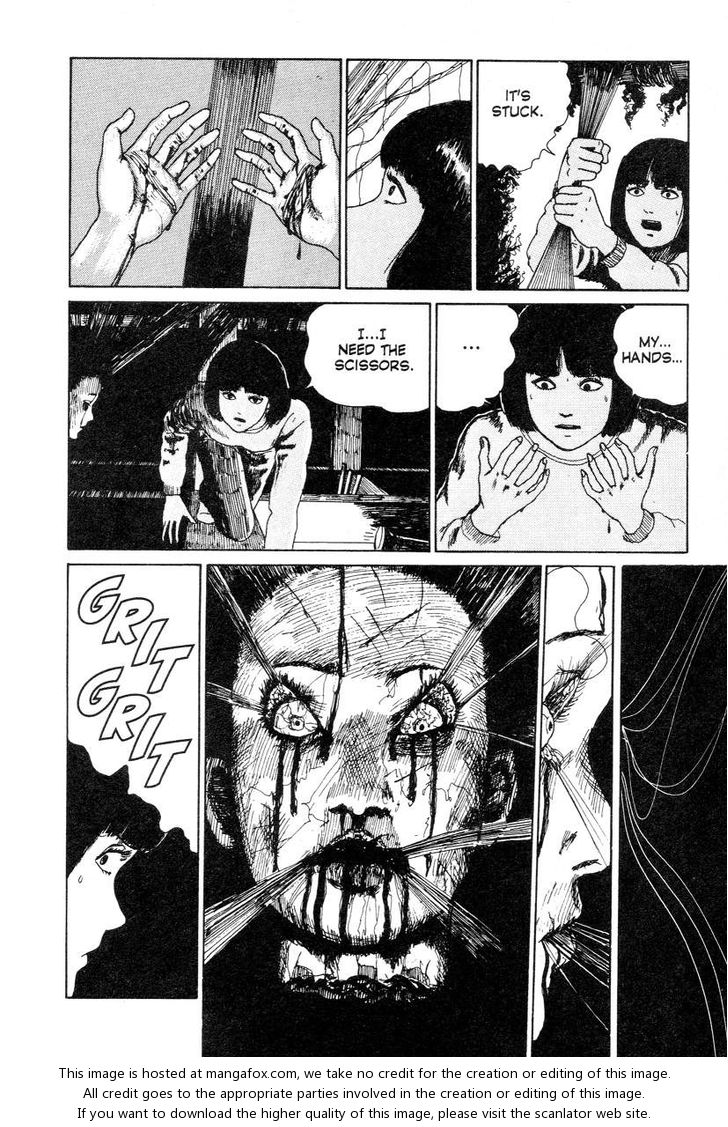 IT'S
STUCK.
MY...
HANDS...
...
I...I
NEED THE
SCISSORS.
GRIT
GRIT
This image is hosted at mangafox.com, we take no credit for the creation or editing of this image.
All credit goes to the appropriate parties involved in the creation or editing of this image.
If you want to download the higher quality of this image, please visit the scanlator web site.